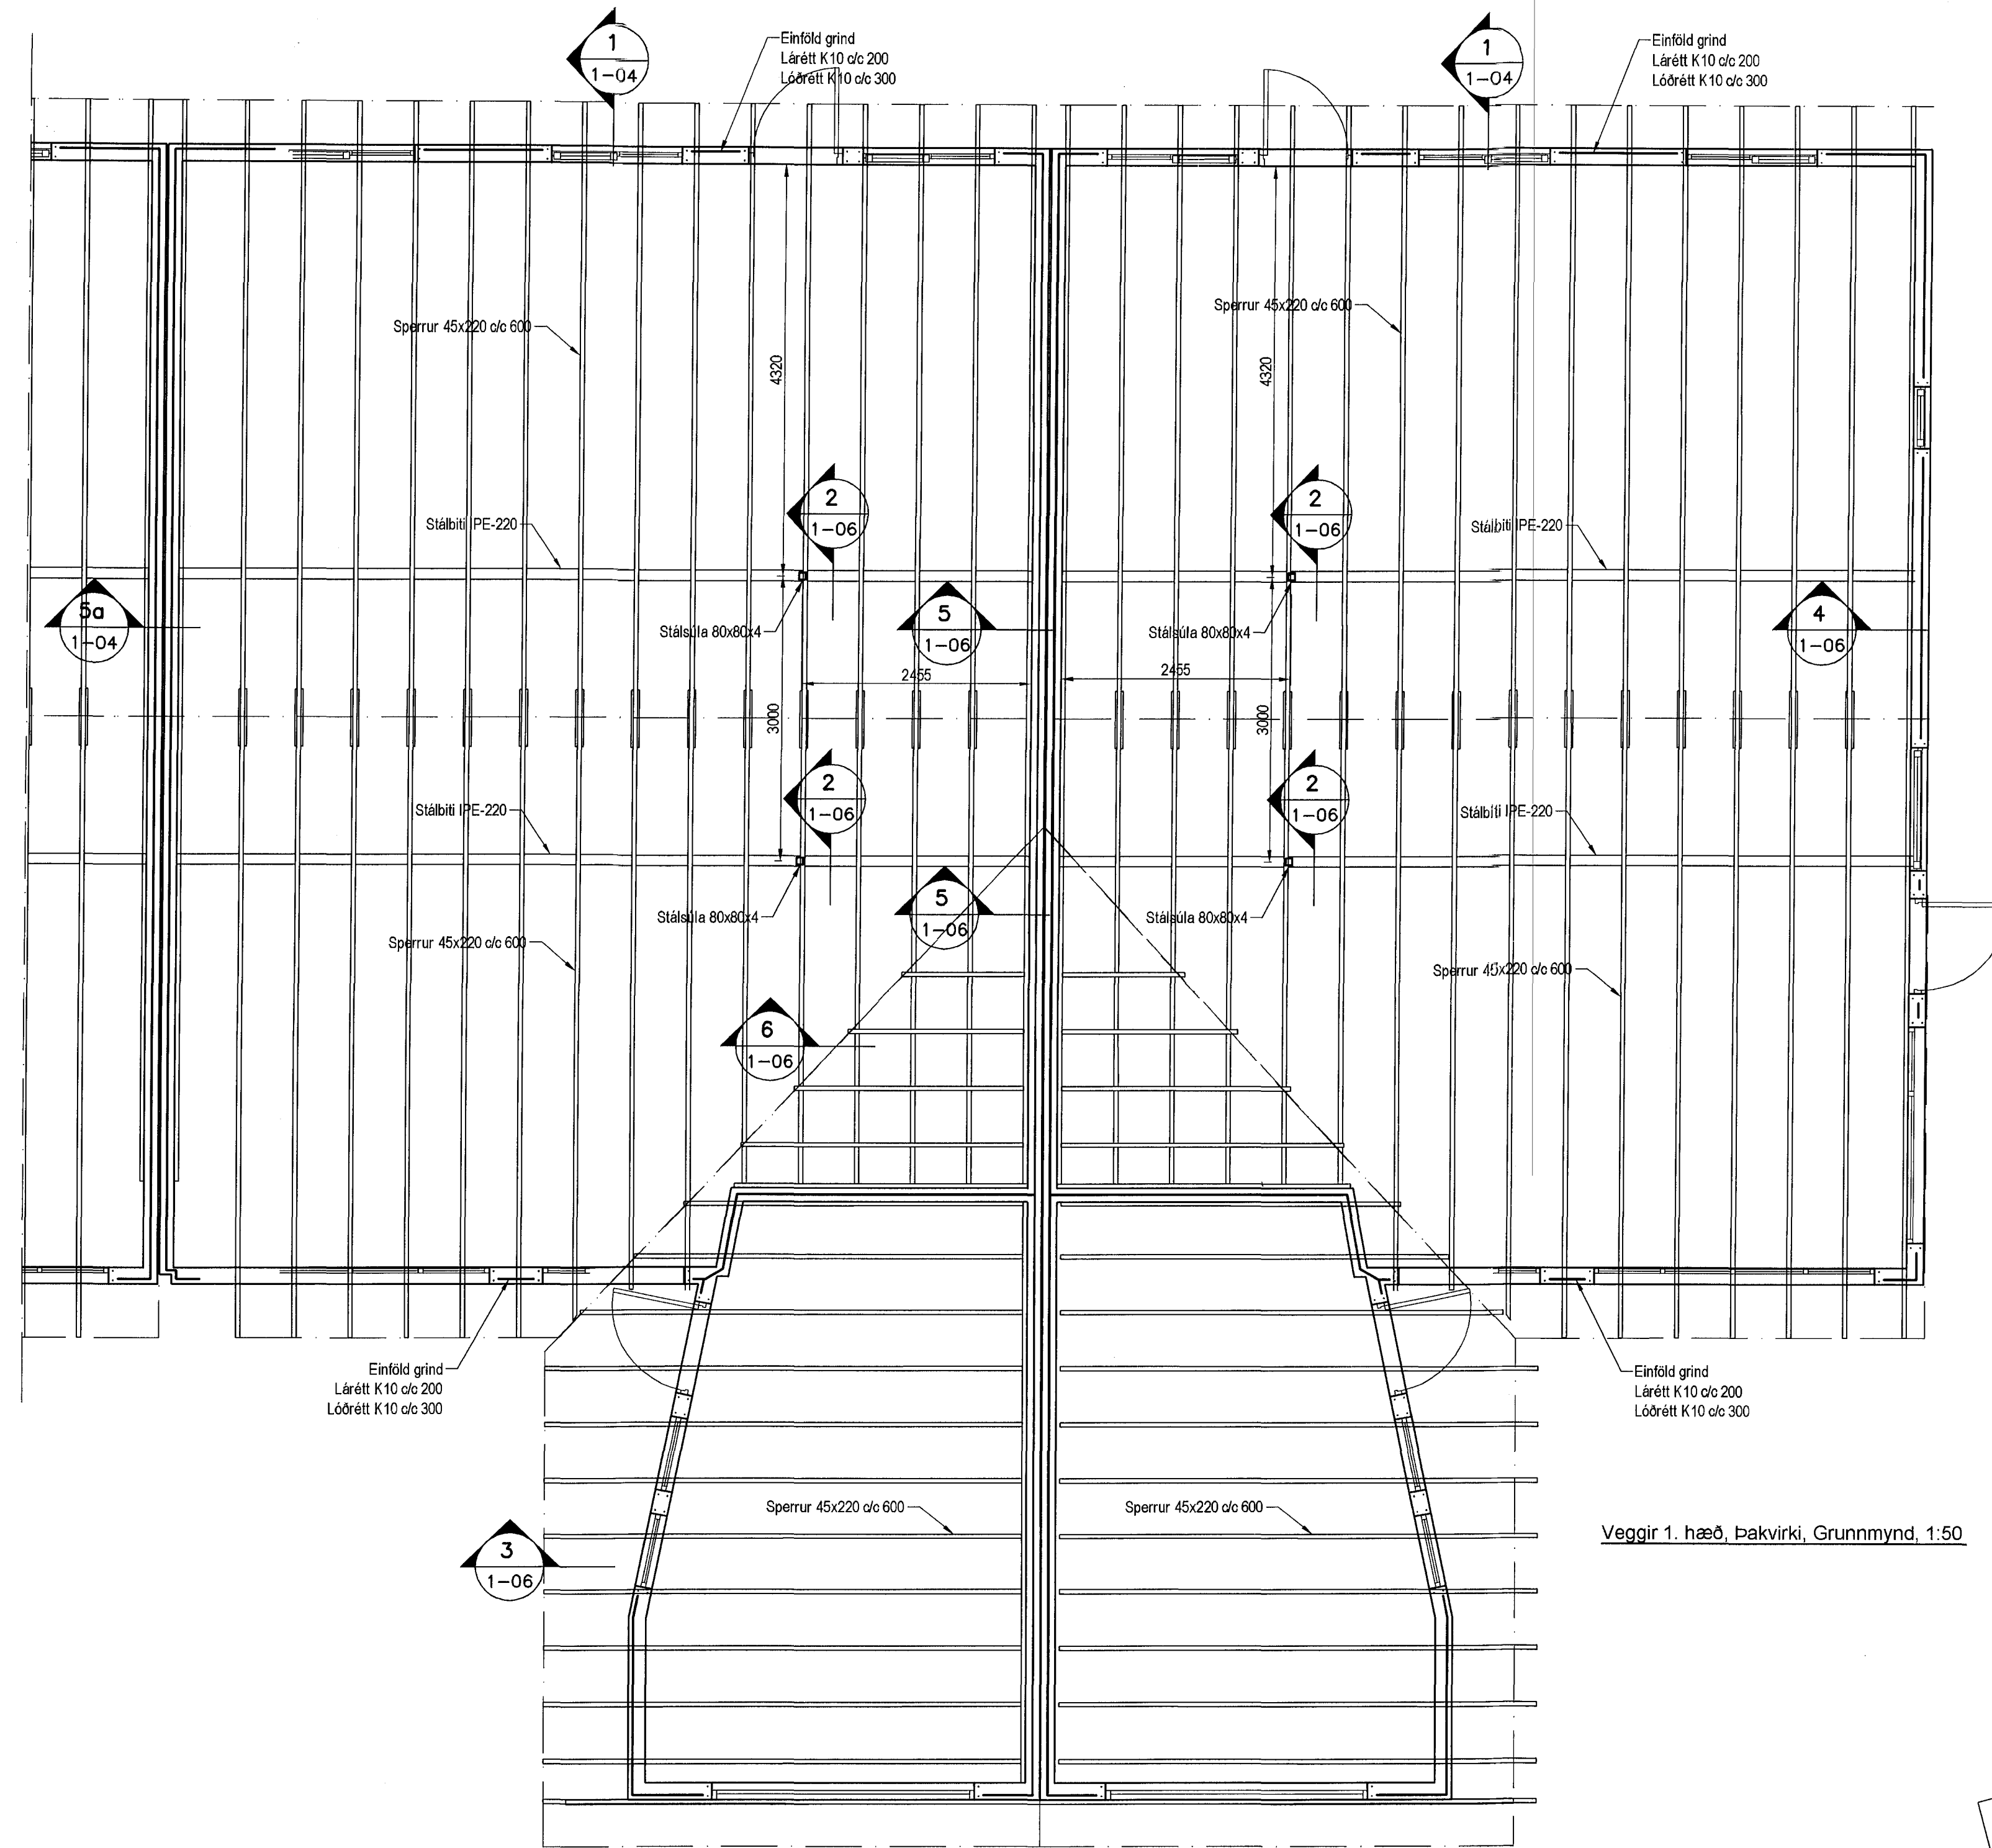 1
1-04
Einföld grind
Lárétt K10 c/c 200
Lóðrétt K10 c/c 300
1
1-04
Einföld grind
Lárétt K10 c/c 200
Lóðrétt K10 c/c 300
Sperrur 45x220 c/c 600
Sperrur 45x220 c/c 600
4320
4320
2
1-06
2
1-06
Stálbiti IPE-220
Stálbiti IPE-220
5a
1-04
Stálsúla 80x80x4
5
1-06
Stálsúla 80x80x4
4
1-06
2455
2455
3000
3000
2
1-06
2
1-06
Stálbiti IPE-220
Stálbiti IPE-220
Stálsúla 80x80x4
5
1-06
Stálsúla 80x80x4
Sperrur 45x220 c/c 600
Sperrur 45x220 c/c 600
6
1-06
Einföld grind
Lárétt K10 c/c 200
Lóðrétt K10 c/c 300
Einföld grind
Lárétt K10 c/c 200
Lóðrétt K10 c/c 300
Sperrur 45x220 c/c 600
Sperrur 45x220 c/c 600
3
1-06
Veggir 1. hæð, Þakvirki, Grunnmynd, 1:50